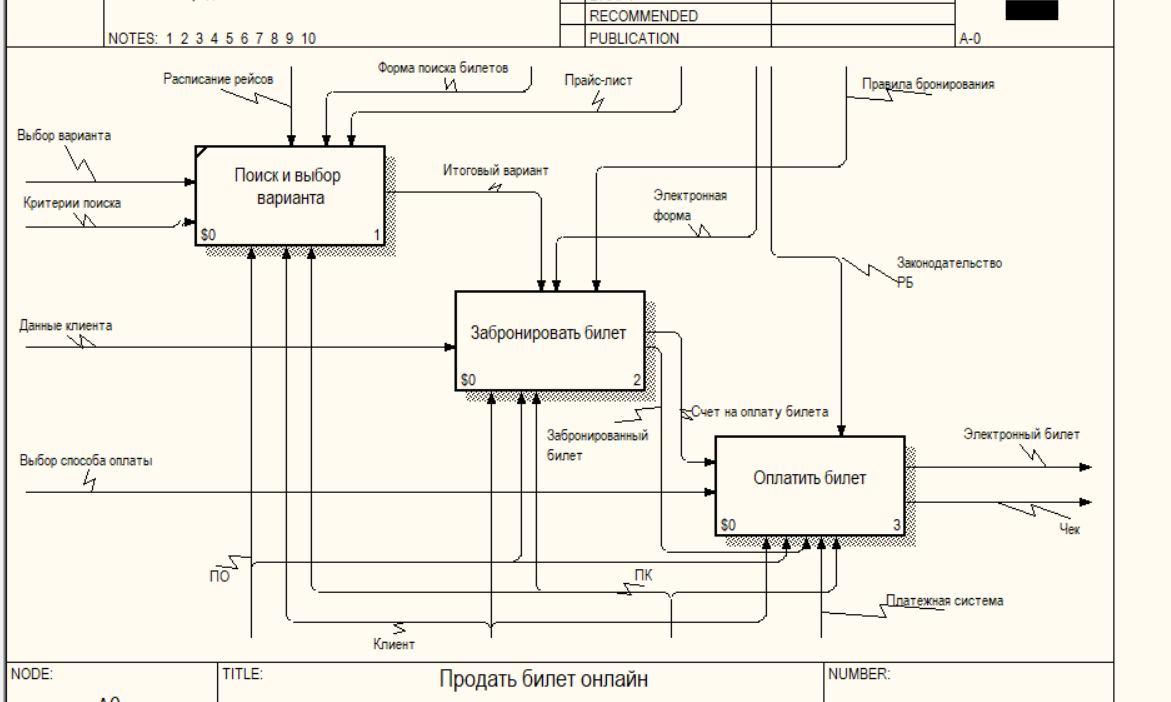 RECOMMENDED
NOTES: 1 2 3 4 5 6 7 8 9 10
PUBLICATION
A-0
Расписание рейсов
Форма поиска билетов
Прайс-лист
Правила бронирования
Выбор варианта
Поиск и выбор
варианта
Итоговый вариант
Критерии поиска
Электронная
форма
$0
1
Законодательство
РБ
Данные клиента
Забронировать билет
$0
2
Счет на оплату билета
Забронированный
билет
Электронный билет
Выбор способа оплаты
Оплатить билет
$0
3
Чек
ПО
ПК
Платежная система
Клиент
NODE:
TITLE:
Продать билет онлайн
NUMBER: